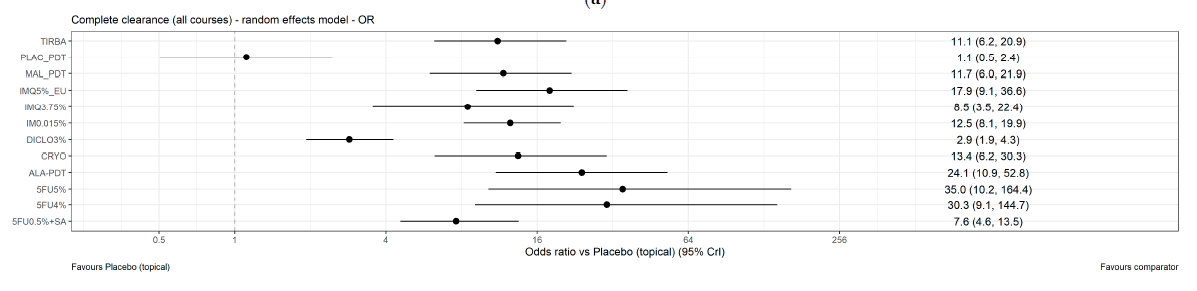 (a)
Complete clearance (all courses) - random effects model - OR
TIRBA 11.1 (6.2, 20.9)
PLAC_PDT 1.1 (0.5, 2.4)
MAL_PDT 11.7 (6.0, 21.9)
IMQ5%_EU 17.9 (9.1, 36.6)
IMQ3.75% 8.5 (3.5, 22.4)
IM0.015% 12.5 (8.1, 19.9)
DICLO3% 2.9 (1.9, 4.3)
CRYO 13.4 (6.2, 30.3)
ALA-PDT 24.1 (10.9, 52.8)
5FU5% 35.0 (10.2, 164.4)
5FU4% 30.3 (9.1, 144.7)
5FU0.5%+SA 7.6 (4.6, 13.5)
0.5 1 4 16 64 256
Odds ratio vs Placebo (topical) (95% CrI)
Favours Placebo (topical) Favours comparator